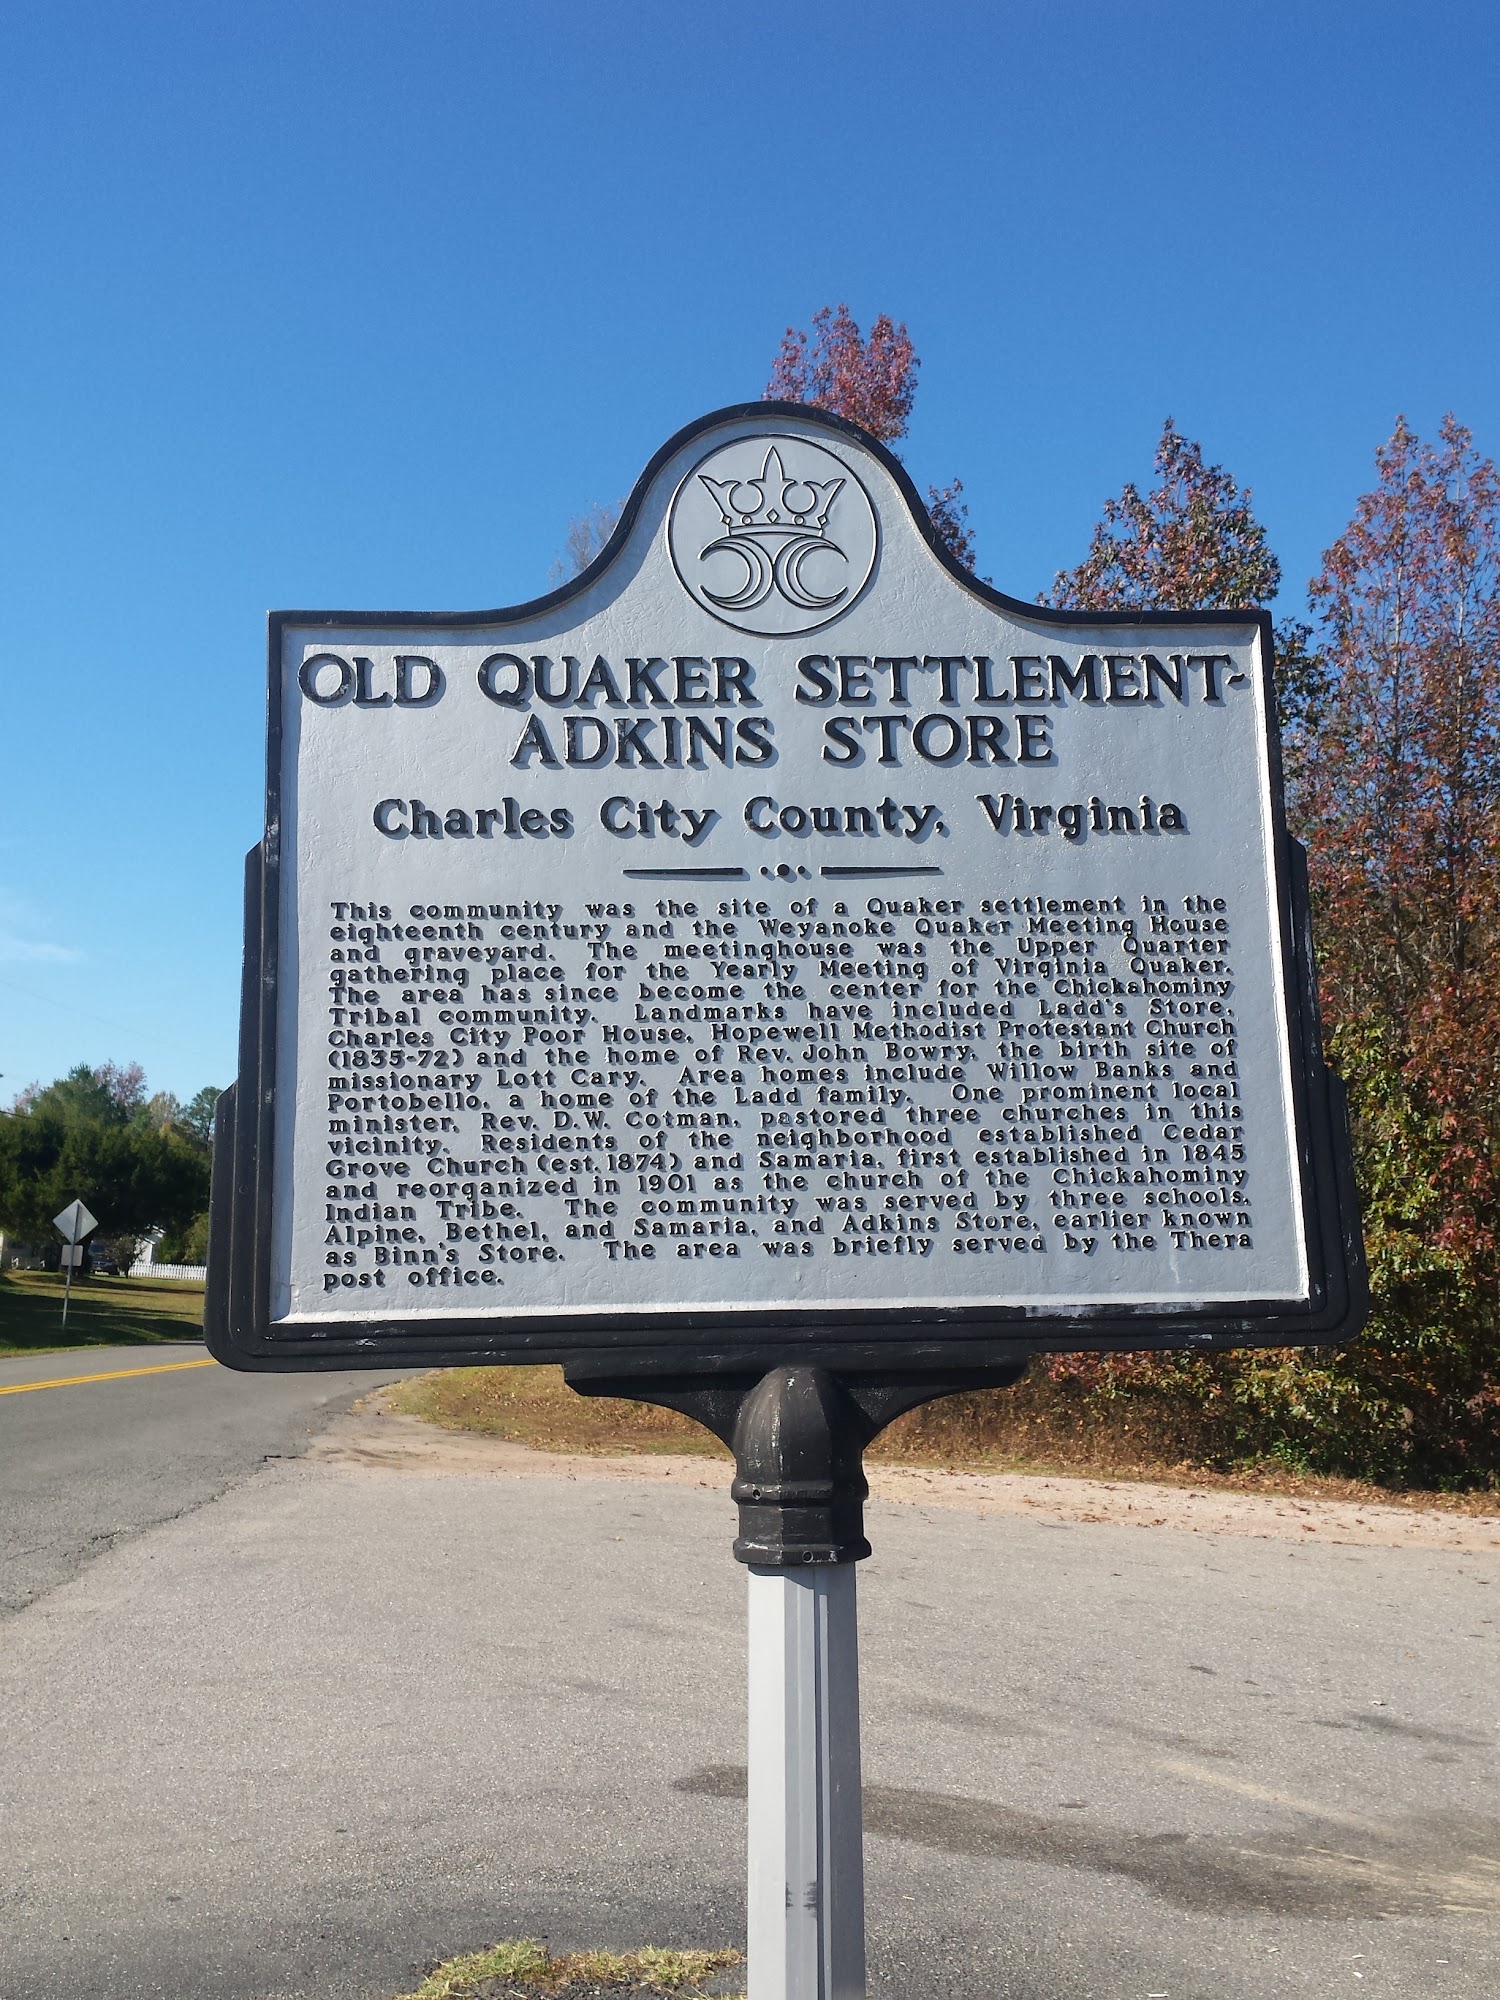 OLD QUAKER SETTLEMENT-
ADKINS STORE
Charles City County, Virginia
This community was the site of a Quaker settlement in the
eighteenth century and the Weyanoke Quaker Meeting House
and graveyard. The meetinghouse was the Upper Quarter
gathering place for the Yearly Meeting of Virginia Quaker.
The area has since become the center for the Chickahominy
Tribal community. Landmarks have included Ladd's Store,
Charles City Poor House, Hopewell Methodist Protestant Church
(1835-72) and the home of Rev. John Bowry, the birth site of
missionary Lott Cary. Area homes include Willow Banks and
Portobello, a home of the Ladd family. One prominent local
minister, Rev. D.W. Cotman, pastored three churches in this
vicinity. Residents of the neighborhood established Cedar
Grove Church (est. 1874) and Samaria, first established in 1845
and reorganized in 1901 as the church of the Chickahominy
Indian Tribe. The community was served by three schools,
Alpine, Bethel, and Samaria, and Adkins Store, earlier known
as Binn's Store. The area was briefly served by the Thera
post office.